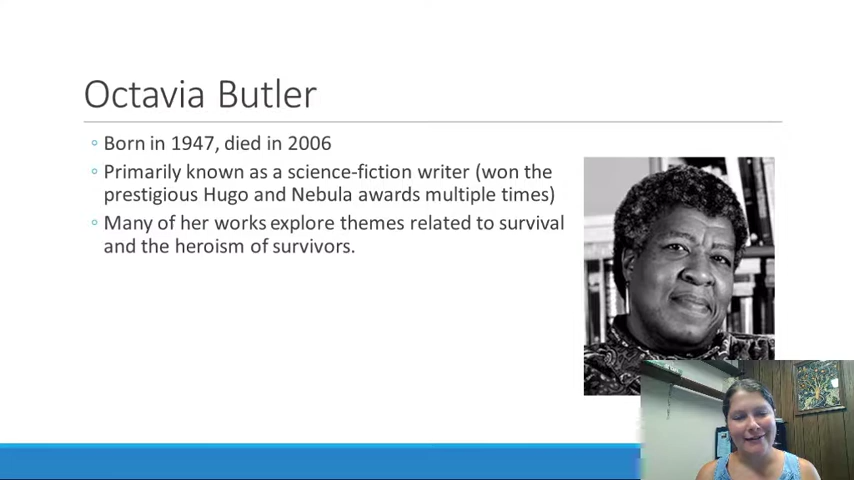 Octavia Butler
◦ Born in 1947, died in 2006
◦ Primarily known as a science-fiction writer (won the
prestigious Hugo and Nebula awards multiple times)
◦ Many of her works explore themes related to survival
and the heroism of survivors.